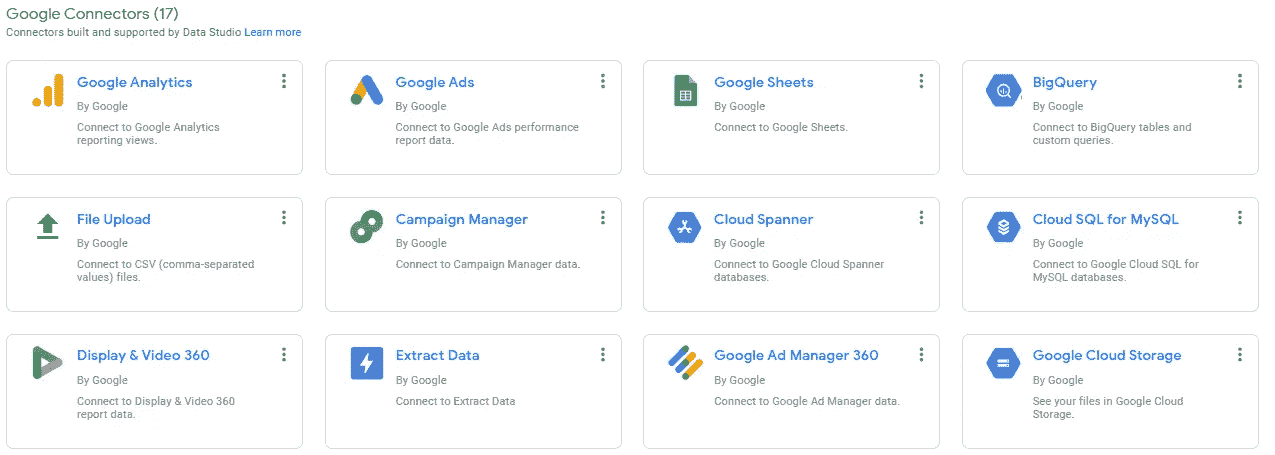 Google Connectors (17)
Connectors built and supported by Data Studio Learn more
Google Analytics
By Google
Connect to Google Analytics
reporting views.
Google Ads
By Google
Connect to Google Ads performance
report data.
Google Sheets
By Google
Connect to Google Sheets.
BigQuery
By Google
Connect to BigQuery tables and
custom queries.
File Upload
By Google
Connect to CSV (comma-separated
values) files.
Campaign Manager
By Google
Connect to Campaign Manager data.
Cloud Spanner
By Google
Connect to Google Cloud Spanner
databases.
Cloud SQL for MySQL
By Google
Connect to Google Cloud SQL for
MySQL databases.
Display & Video 360
By Google
Connect to Display & Video 360
report data.
Extract Data
By Google
Connect to Extract Data
Google Ad Manager 360
By Google
Connect to Google Ad Manager data.
Google Cloud Storage
By Google
See your files in Google Cloud
Storage.